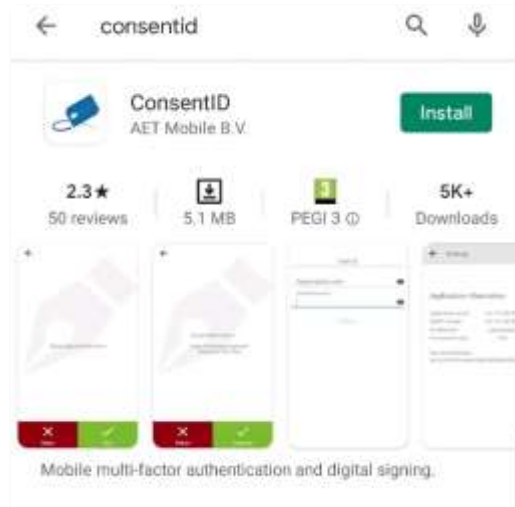 consentid
ConsentID
AET Mobile B.V.
Install
2.3★
50 reviews
5.1 MB
3
PEGI 3
5K+
Downloads
Mobile multi-factor authentication and digital signing.